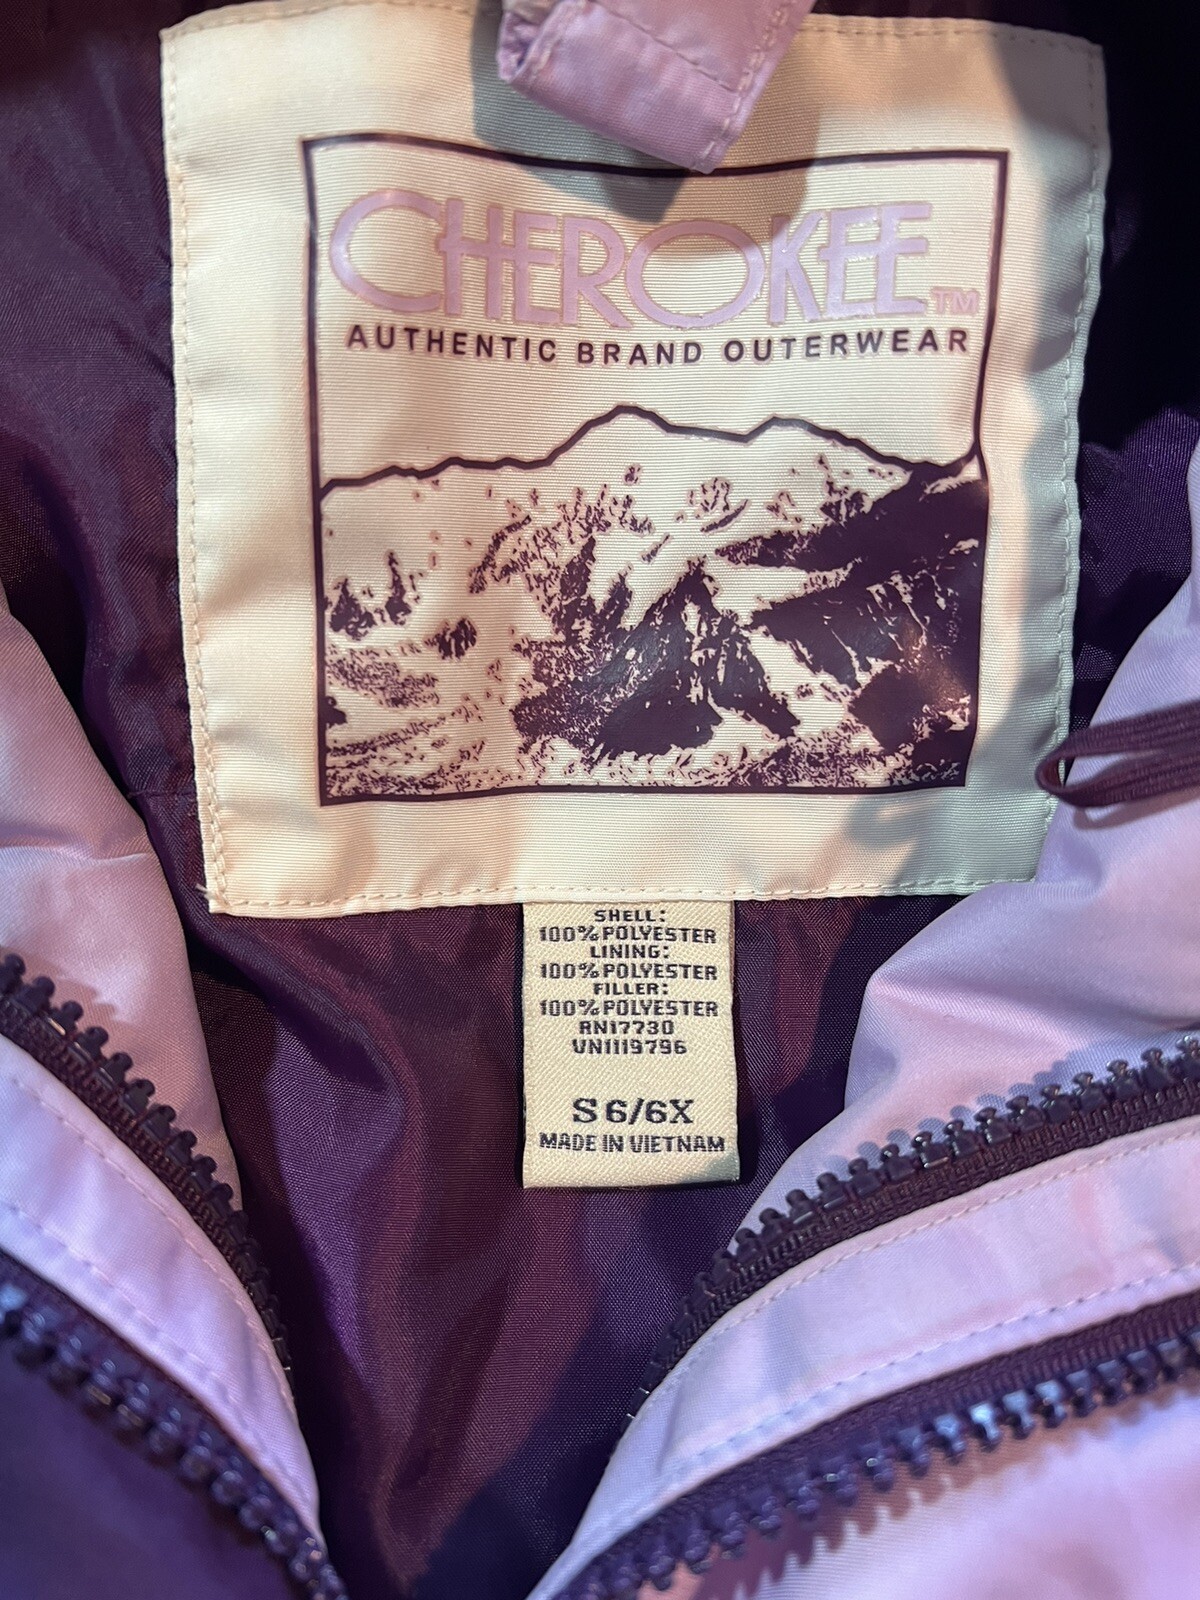 CHEROKEE™
AUTHENTIC BRAND OUTERWEAR
SHELL:
100% POLYESTER
LINING:
100% POLYESTER
FILLER:
100% POLYESTER
RN17730
VN1119796
S 6/6X
MADE IN VIETNAM